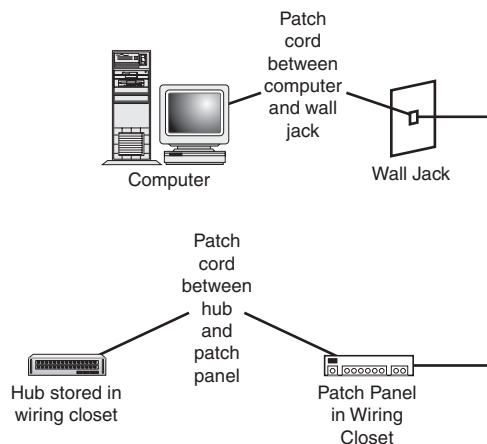 Patch
cord
between
computer
and wall
jack
Computer
Wall Jack
Patch
cord
between
hub
and
patch
panel
Hub stored in
wiring closet
Patch Panel
in Wiring
Closet